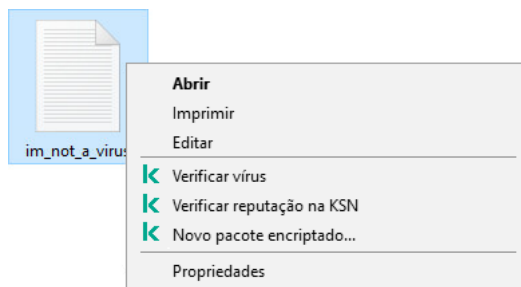 im_not_a_virus
Abrir
Imprimir
Editar
Verificar vírus
Verificar reputação na KSN
Novo pacote encriptado...
Propriedades